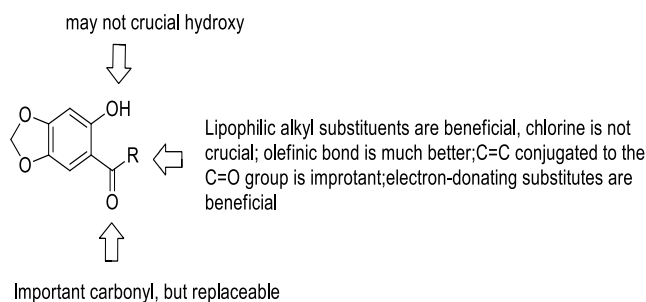 may not crucial hydroxy
O
O
OH
R
O
Lipophilic alkyl substituents are beneficial, chlorine is not
crucial; olefinic bond is much better;C=C conjugated to the
C=O group is improtant;electron-donating substitutes are
beneficial
Important carbonyl, but replaceable